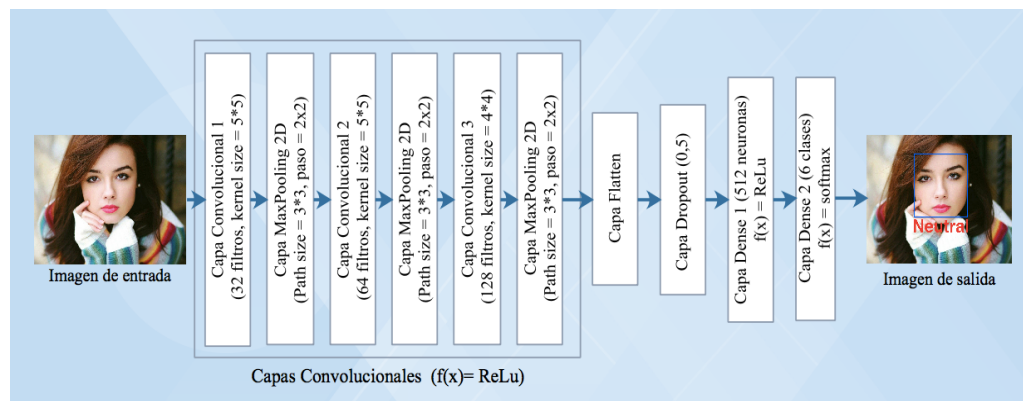 Imagen de entrada
Capa Convolucional 1
(32 filtros, kernel size = 5*5)
Capa MaxPooling 2D
(Path size = 3*3, paso = 2x2)
Capa Convolucional 2
(64 filtros, kernel size = 5*5)
Capa MaxPooling 2D
(Path size = 3*3, paso = 2x2)
Capa Convolucional 3
(128 filtros, kernel size = 4*4)
Capa MaxPooling 2D
(Path size = 3*3, paso = 2x2)
Capas Convolucionales (f(x)= ReLu)
Capa Flatten
Capa Dropout (0,5)
Capa Dense 1 (512 neuronas)
f(x) = ReLu
Capa Dense 2 (6 clases)
f(x) = softmax
Neutral
Imagen de salida